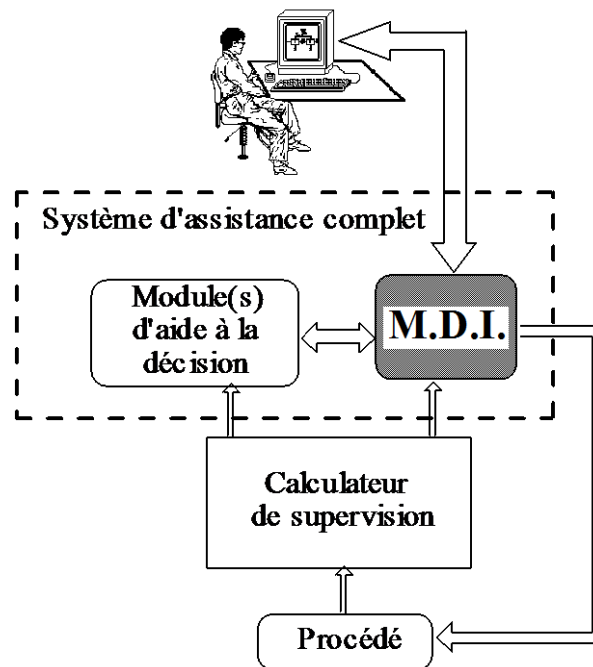 Système d'assistance complet
Module(s)
d'aide à la
décision
M.D.I.
Calculateur
de supervision
Procédé